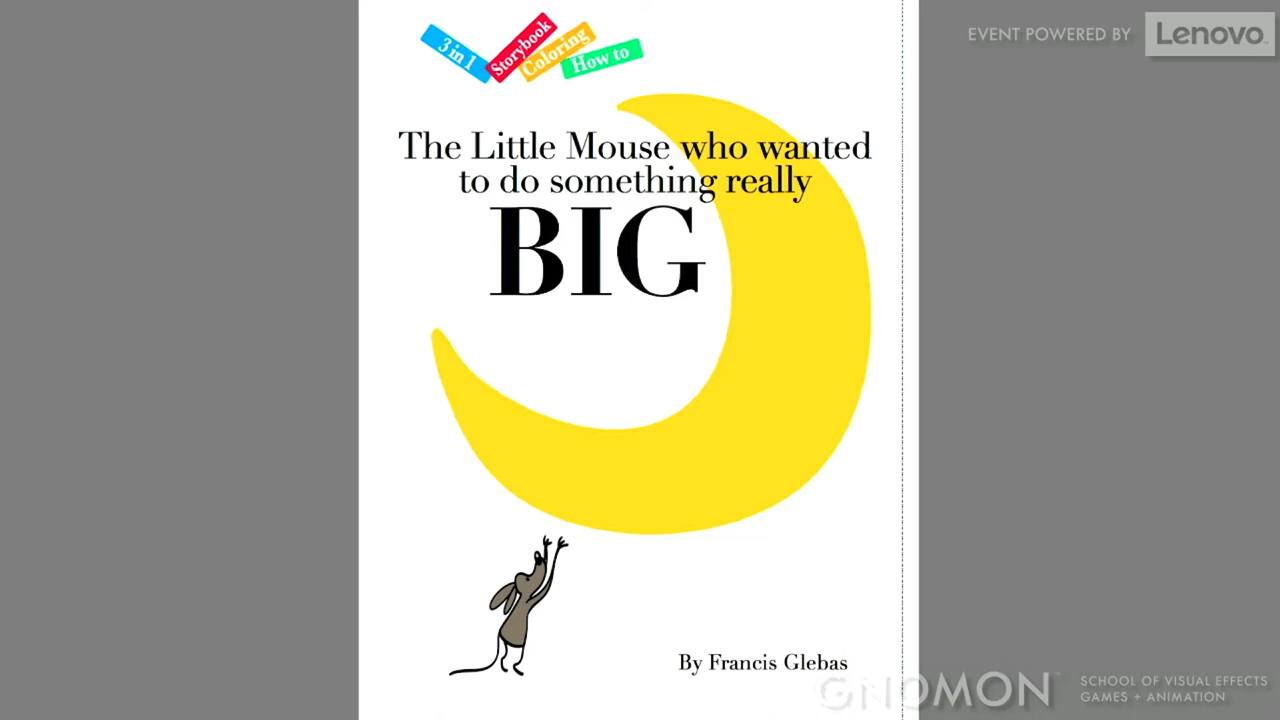 3 in 1
Storybook
Coloring
How to
EVENT POWERED BY
Lenovo
The Little Mouse who wanted
to do something really
BIG
By Francis Glebas
GNOMON
SCHOOL OF VISUAL EFFECTS
GAMES + ANIMATION